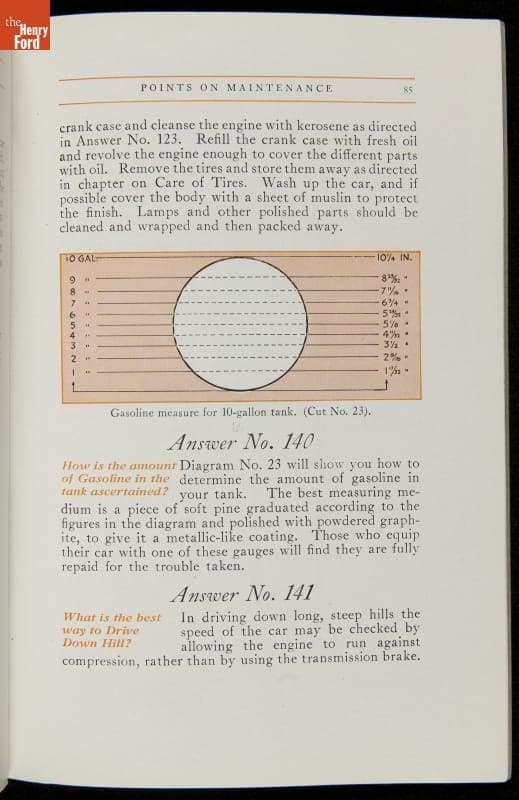 the
Henry
Ford
POINTS ON MAINTENANCE 85
crank case and cleanse the engine with kerosene as directed
in Answer No. 123. Refill the crank case with fresh oil
and revolve the engine enough to cover the different parts
with oil. Remove the tires and store them away as directed
in chapter on Care of Tires. Wash up the car, and if
possible cover the body with a sheet of muslin to protect
the finish. Lamps and other polished parts should be
cleaned and wrapped and then packed away.
10 GAL 10¼ IN.
9 "
8 "
7 " 6¾ "
6 "
5 " 5⅛ "
4 "
3 " 3½ "
2 "
1 "
Gasoline measure for 10-gallon tank. (Cut No. 23).
Answer No. 140
How is the amount Diagram No. 23 will show you how to
of Gasoline in the determine the amount of gasoline in
tank ascertained? your tank. The best measuring me-
dium is a piece of soft pine graduated according to the
figures in the diagram and polished with powdered graph-
ite, to give it a metallic-like coating. Those who equip
their car with one of these gauges will find they are fully
repaid for the trouble taken.
Answer No. 141
What is the best In driving down long, steep hills the
way to Drive speed of the car may be checked by
Down Hill? allowing the engine to run against
compression, rather than by using the transmission brake.